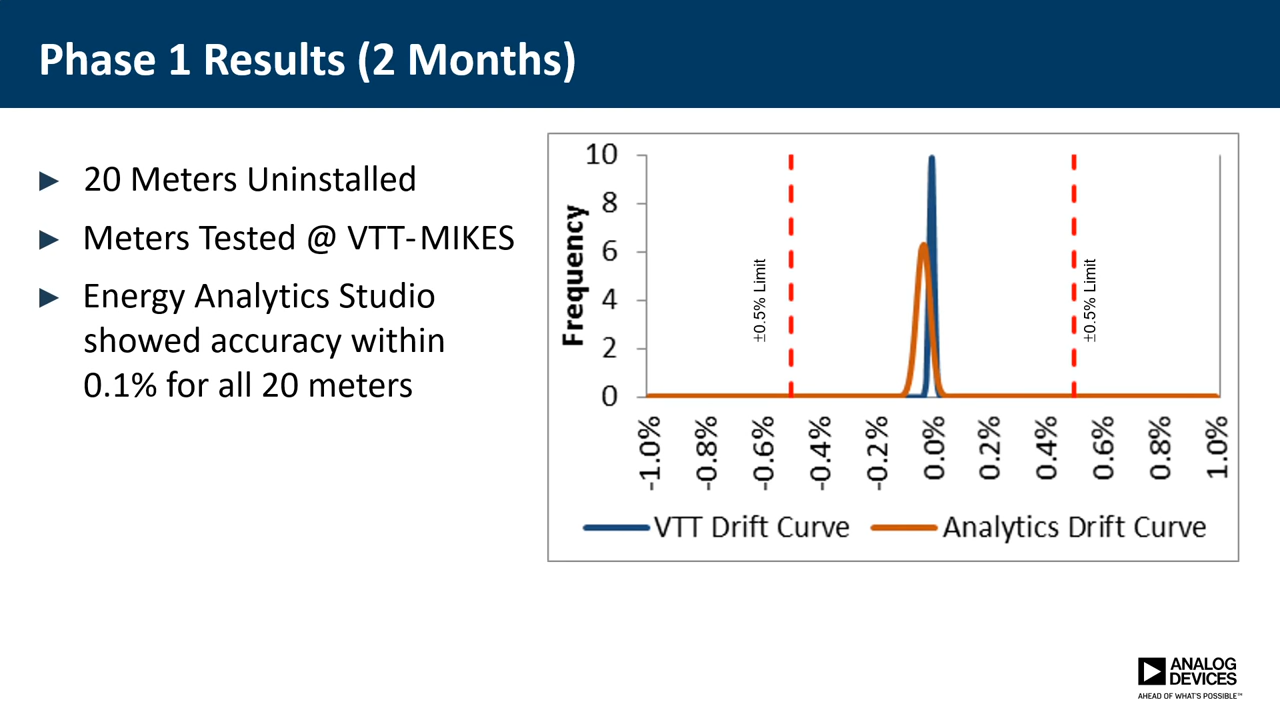 Phase 1 Results (2 Months)
► 20 Meters Uninstalled
► Meters Tested @ VTT-MIKES
► Energy Analytics Studio
showed accuracy within
0.1% for all 20 meters
Frequency
10
8
6
4
2
0
±0.5% Limit
±0.5% Limit
-1.0%
-0.8%
-0.6%
-0.4%
-0.2%
0.0%
0.2%
0.4%
0.6%
0.8%
1.0%
VTT Drift Curve
Analytics Drift Curve
ANALOG
DEVICES
AHEAD OF WHAT'S POSSIBLE™